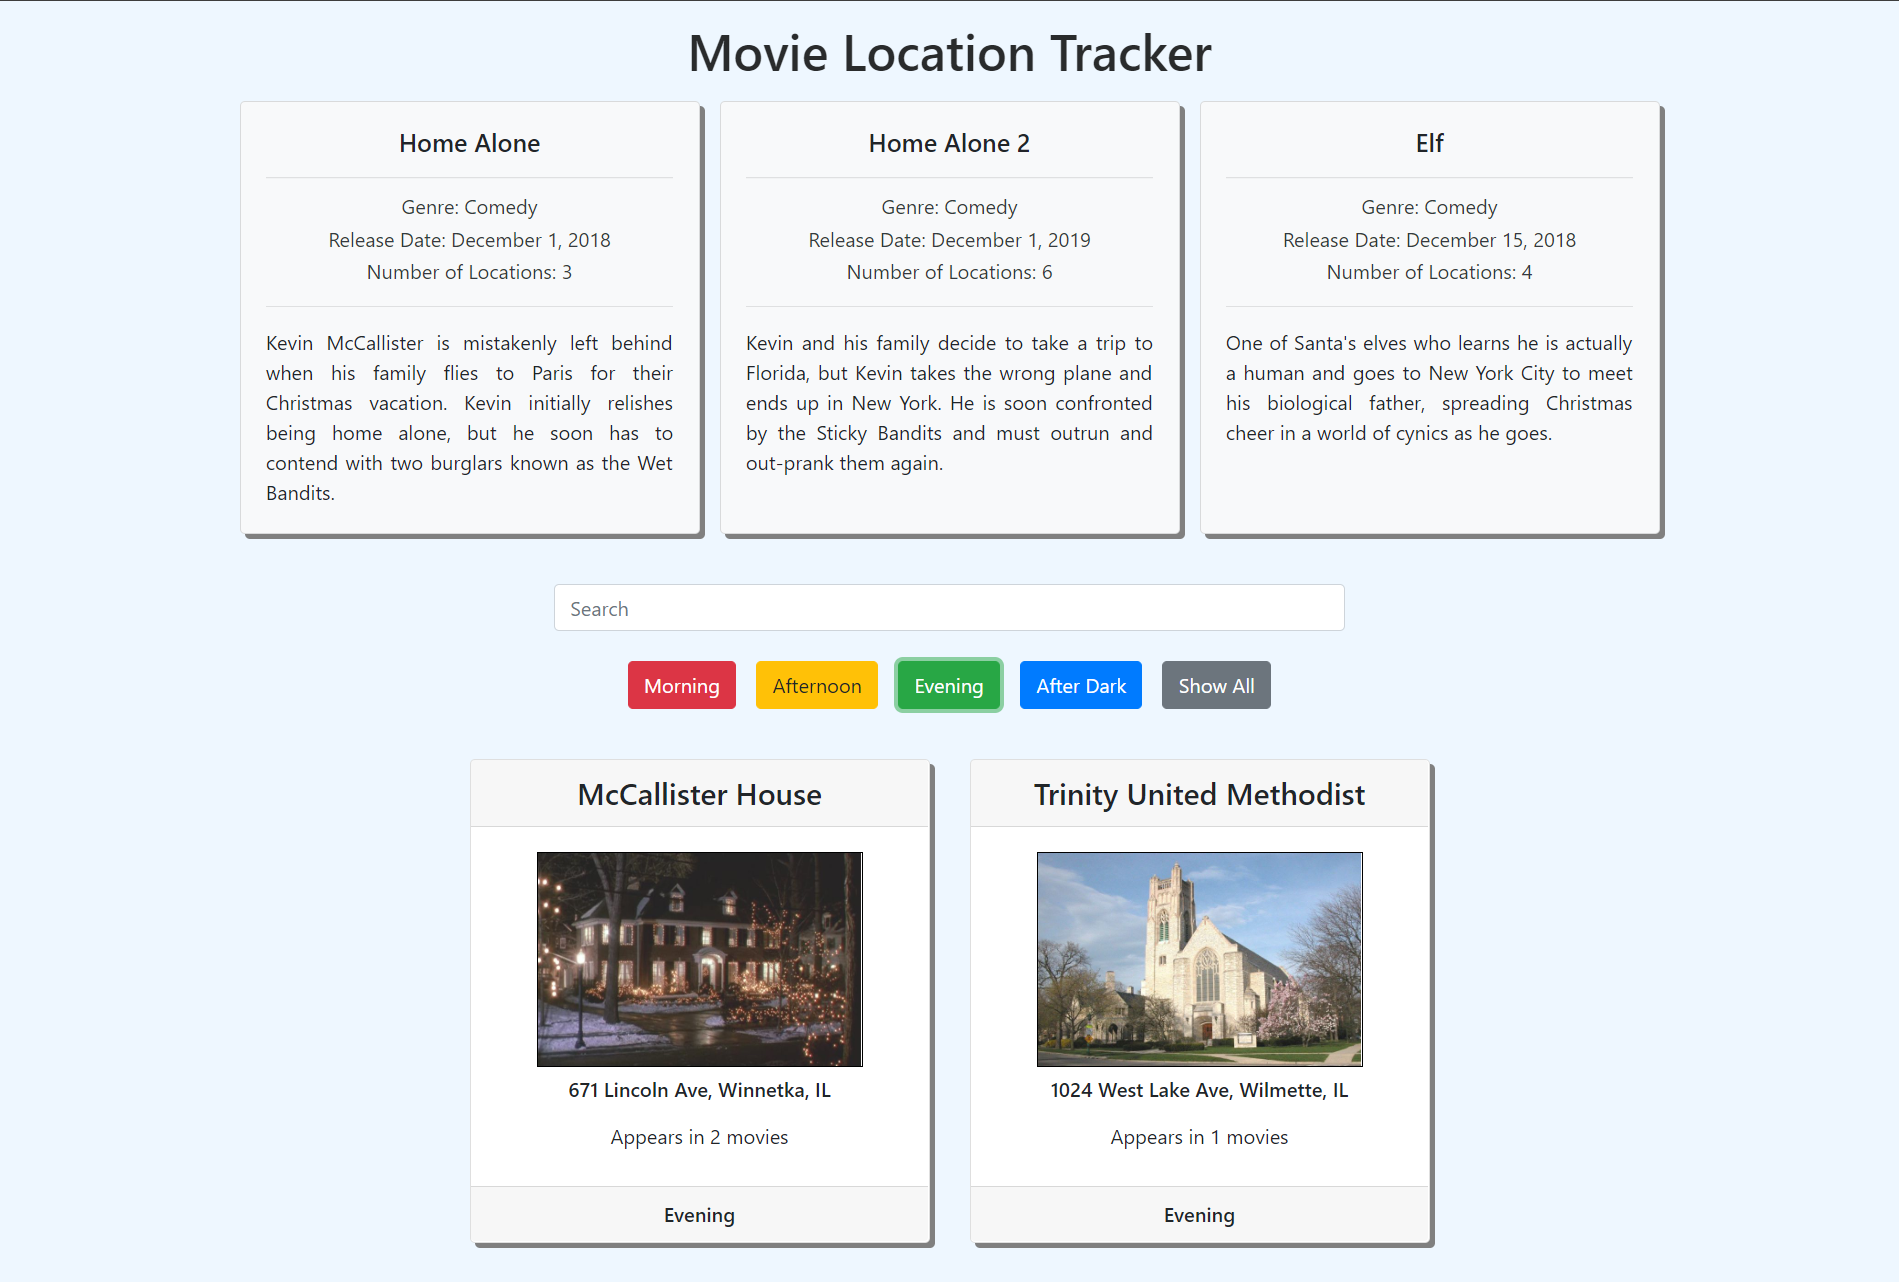 Movie Location Tracker
Home Alone
Genre: Comedy
Release Date: December 1, 2018
Number of Locations: 3
Kevin McCallister is mistakenly left behind
when his family flies to Paris for their
Christmas vacation. Kevin initially relishes
being home alone, but he soon has to
contend with two burglars known as the Wet
Bandits.
Home Alone 2
Genre: Comedy
Release Date: December 1, 2019
Number of Locations: 6
Kevin and his family decide to take a trip to
Florida, but Kevin takes the wrong plane and
ends up in New York. He is soon confronted
by the Sticky Bandits and must outrun and
out-prank them again.
Elf
Genre: Comedy
Release Date: December 15, 2018
Number of Locations: 4
One of Santa's elves who learns he is actually
a human and goes to New York City to meet
his biological father, spreading Christmas
cheer in a world of cynics as he goes.
Search
Morning
Afternoon
Evening
After Dark
Show All
McCallister House
671 Lincoln Ave, Winnetka, IL
Appears in 2 movies
Evening
Trinity United Methodist
1024 West Lake Ave, Wilmette, IL
Appears in 1 movies
Evening